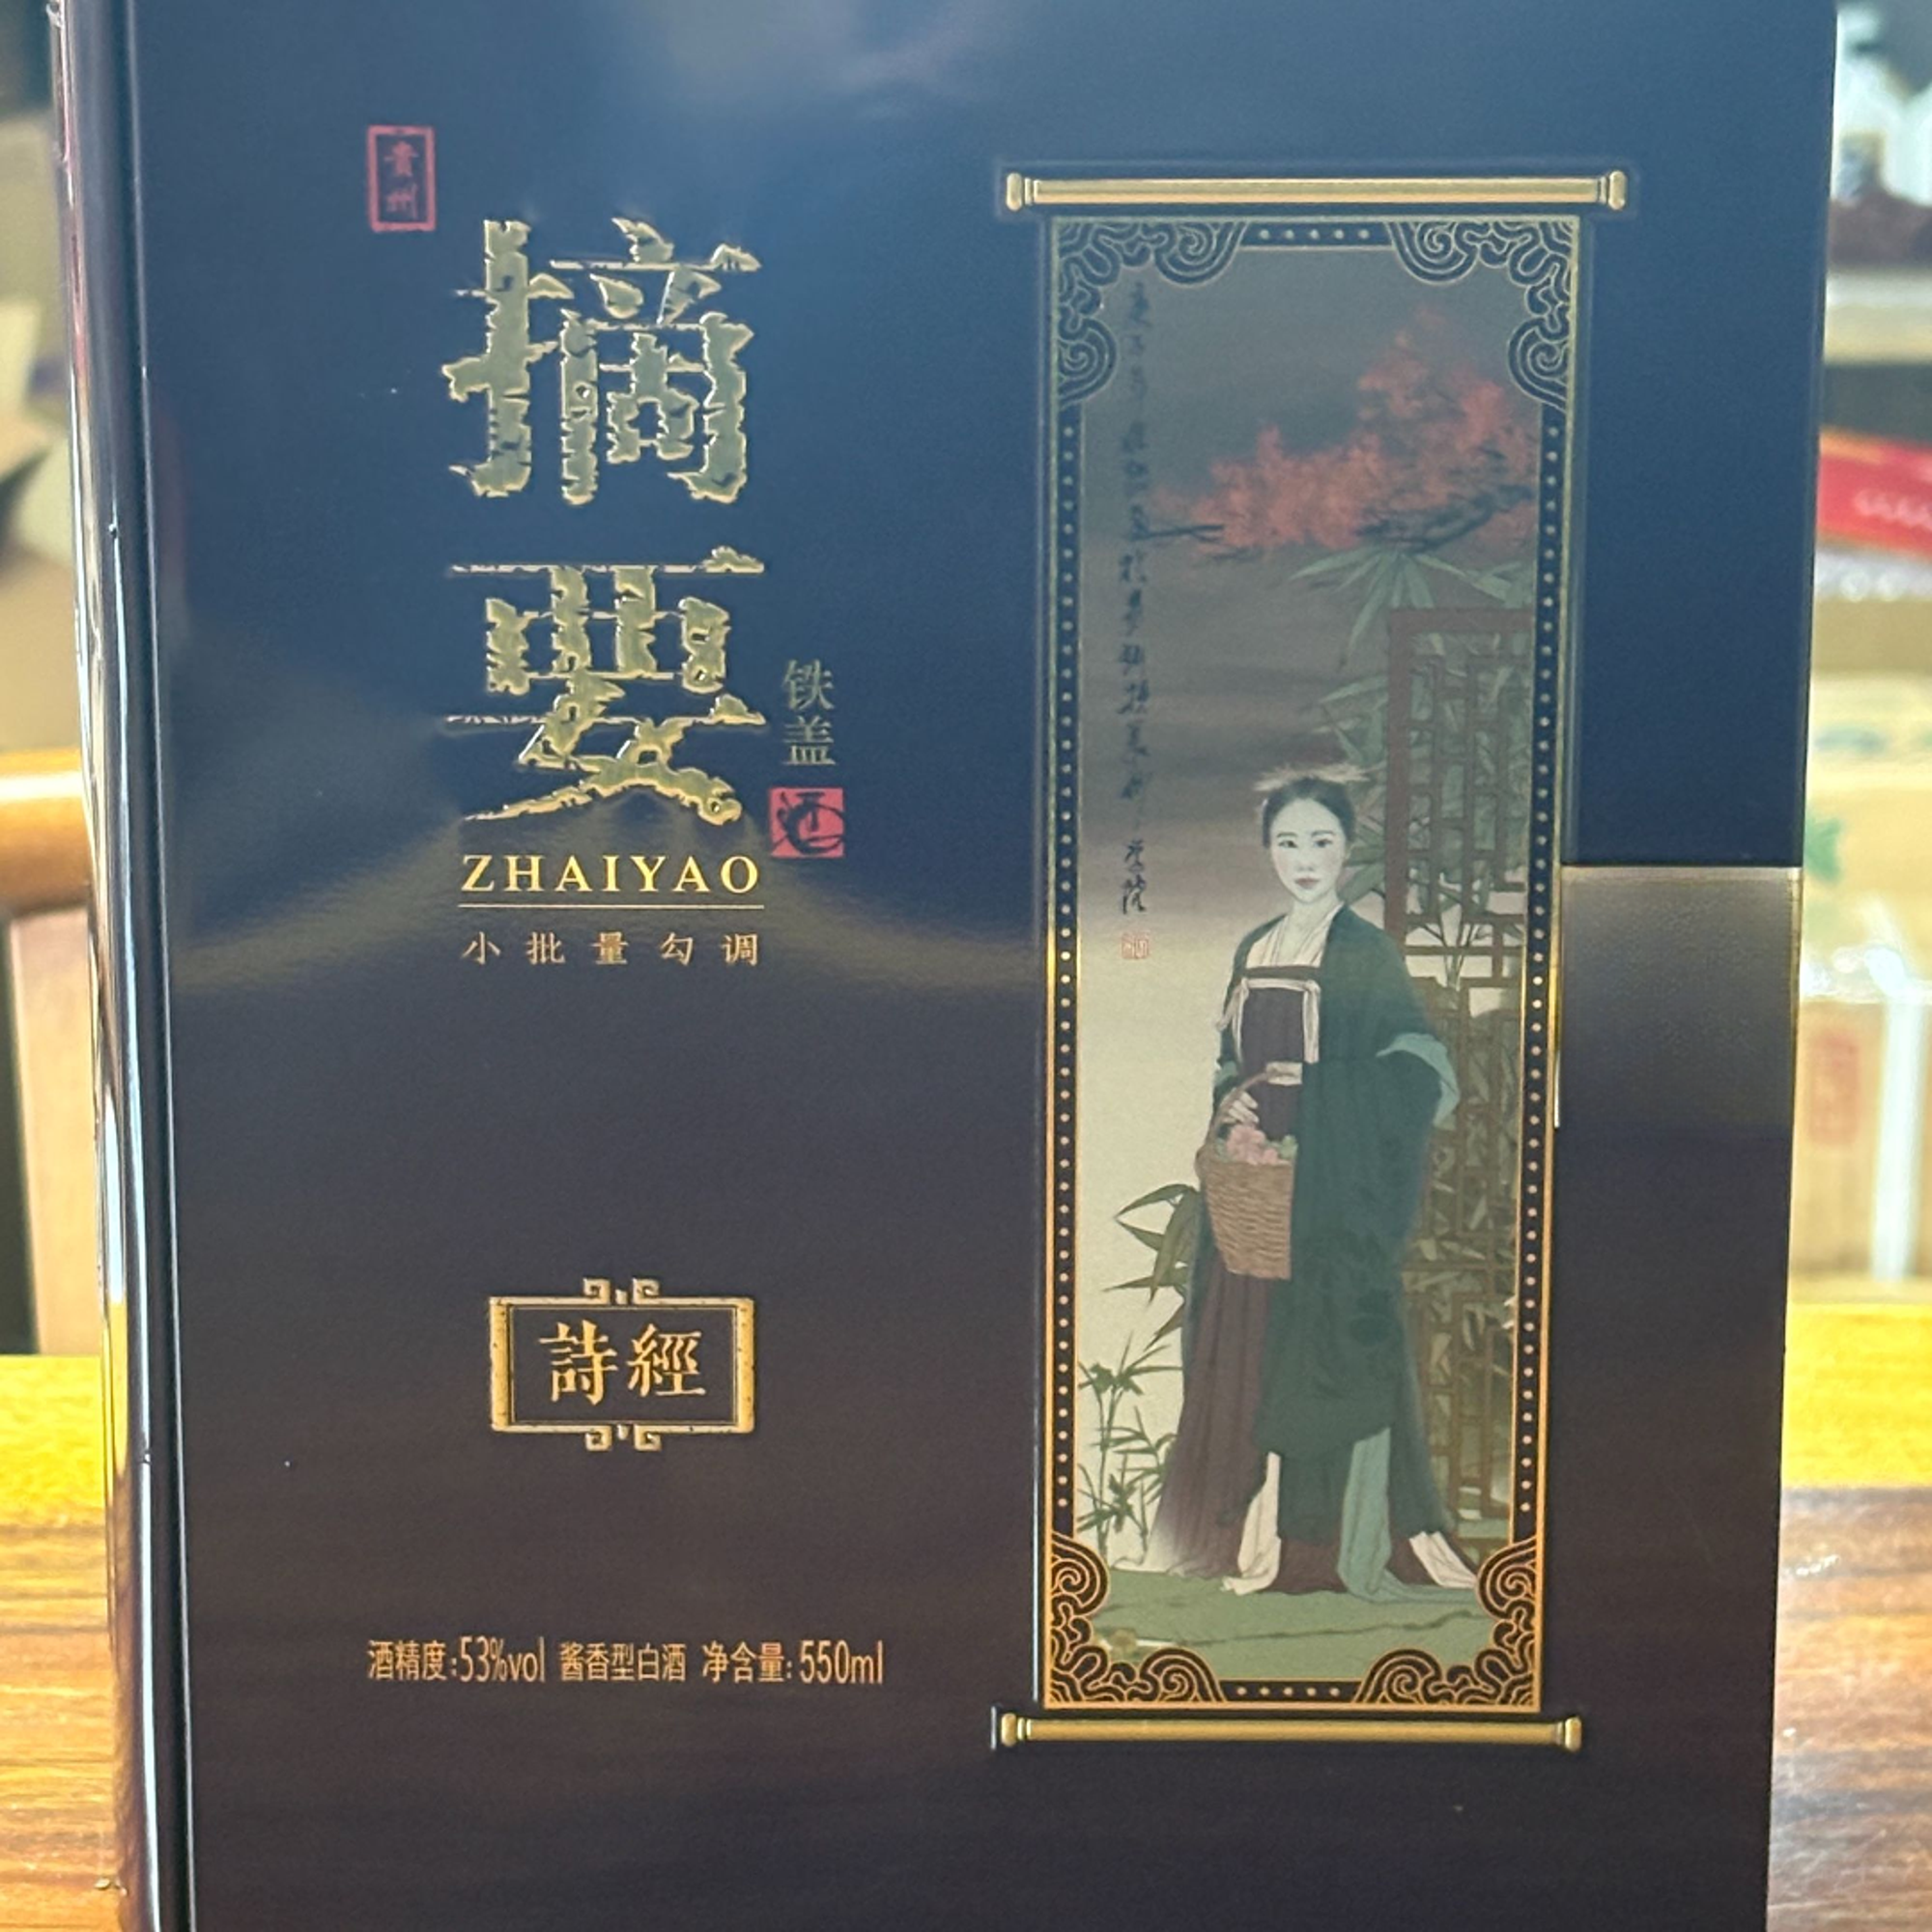 貴州
摘要
铁盖
酒
ZHAIYAO
小批量勾调
詩經
酒精度:53%vol 酱香型白酒 净含量:550ml